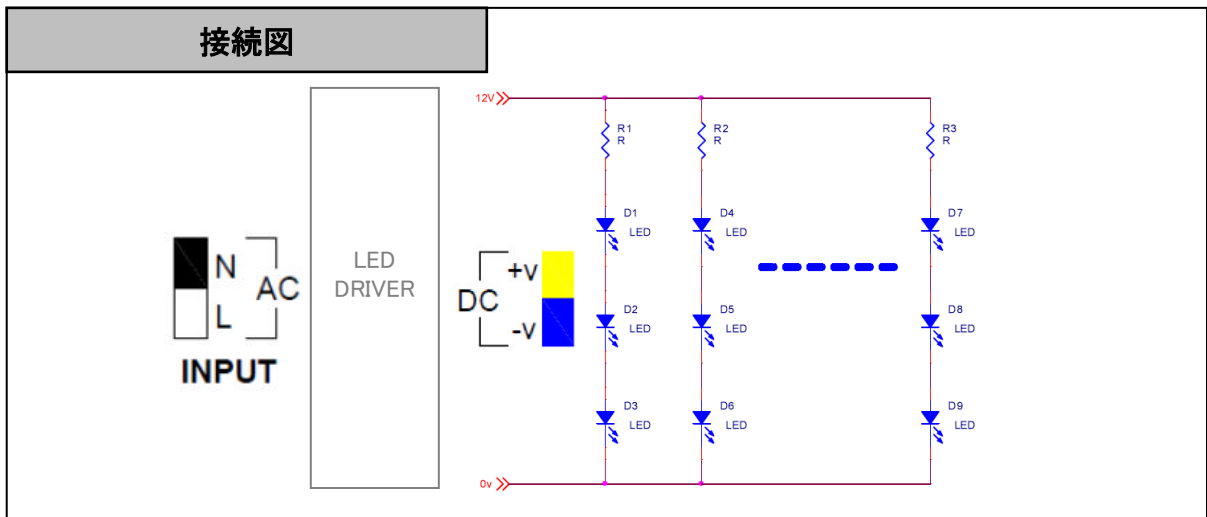 接続図
12V
R1
R
R2
R
R3
R
D1
LED
D4
LED
D7
LED
N
L
AC
INPUT
LED
DRIVER
DC
+v
-v
D2
LED
D5
LED
D8
LED
D3
LED
D6
LED
D9
LED
0v